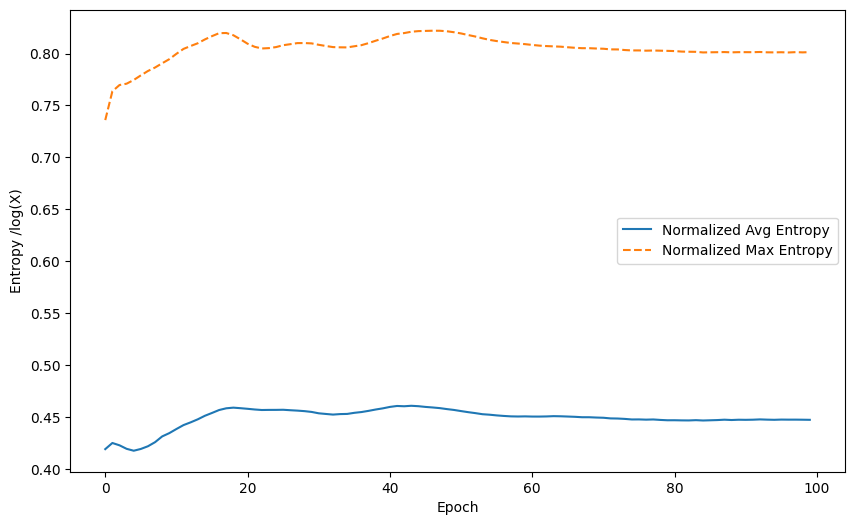 0.80
0.75
0.70
0.65
0.60
0.55
0.50
0.45
0.40
Entropy /log(X)
Normalized Avg Entropy
Normalized Max Entropy
0 20 40 60 80 100
Epoch